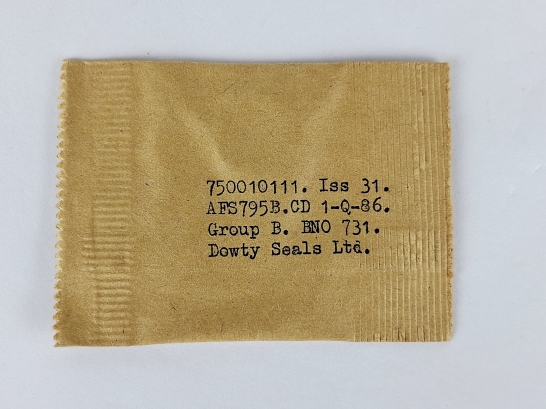 750010111. Iss 31.
AFS795B.CD 1-Q-86.
Group B. BNO 731.
Dowty Seals Ltd.